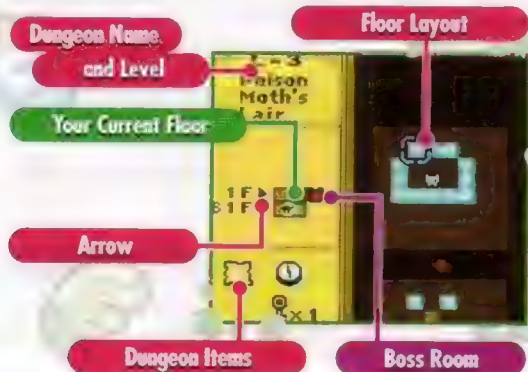 Dungeon Name
and Level
Floor Layout
L-3
Poison
Moth's
Lair
Your Current Floor
1F
B1F
Arrow
x1
Dungeon Items
Boss Room